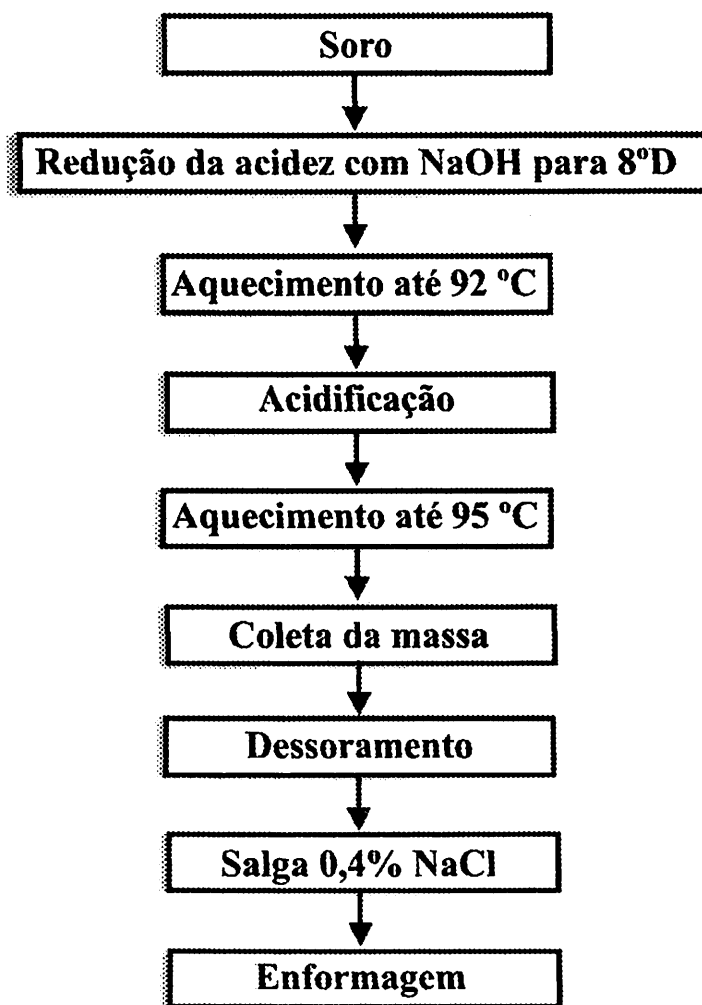 Soro
Redução da acidez com NaOH para 8ºD
Aquecimento até 92 ºC
Acidificação
Aquecimento até 95 ºC
Coleta da massa
Dessoramento
Salga 0,4% NaCl
Enformagem